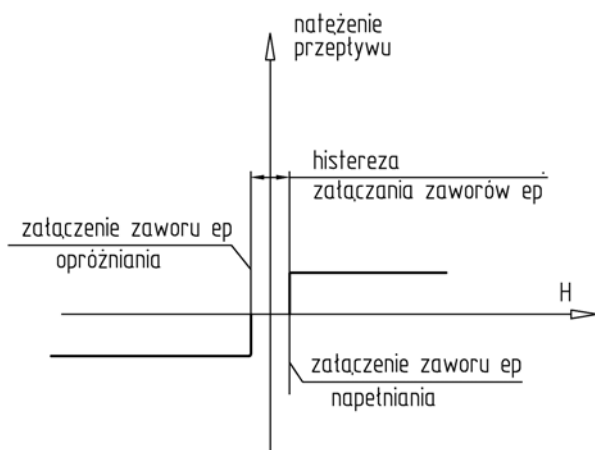 natężenie
przepływu
histereza
załączania zaworów ep
załączenie zaworu ep
opróżniania
H
załączenie zaworu ep
napełniania